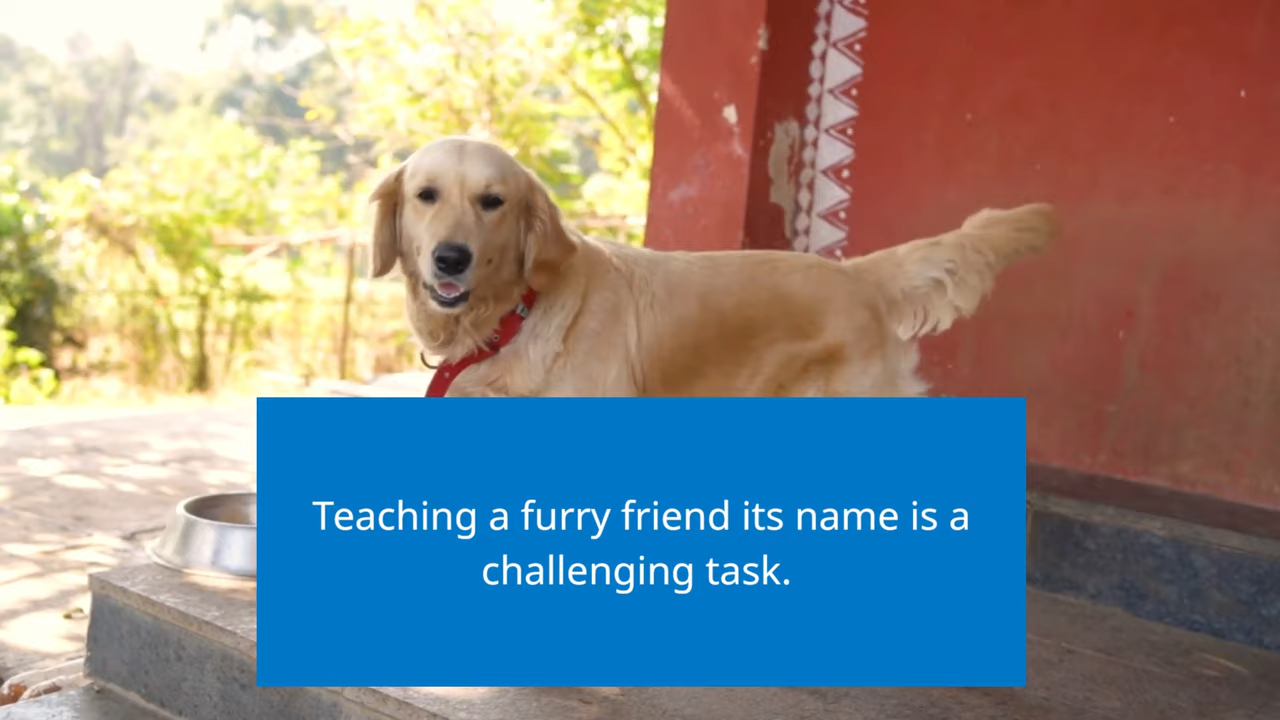 Teaching a furry friend its name is a
challenging task.